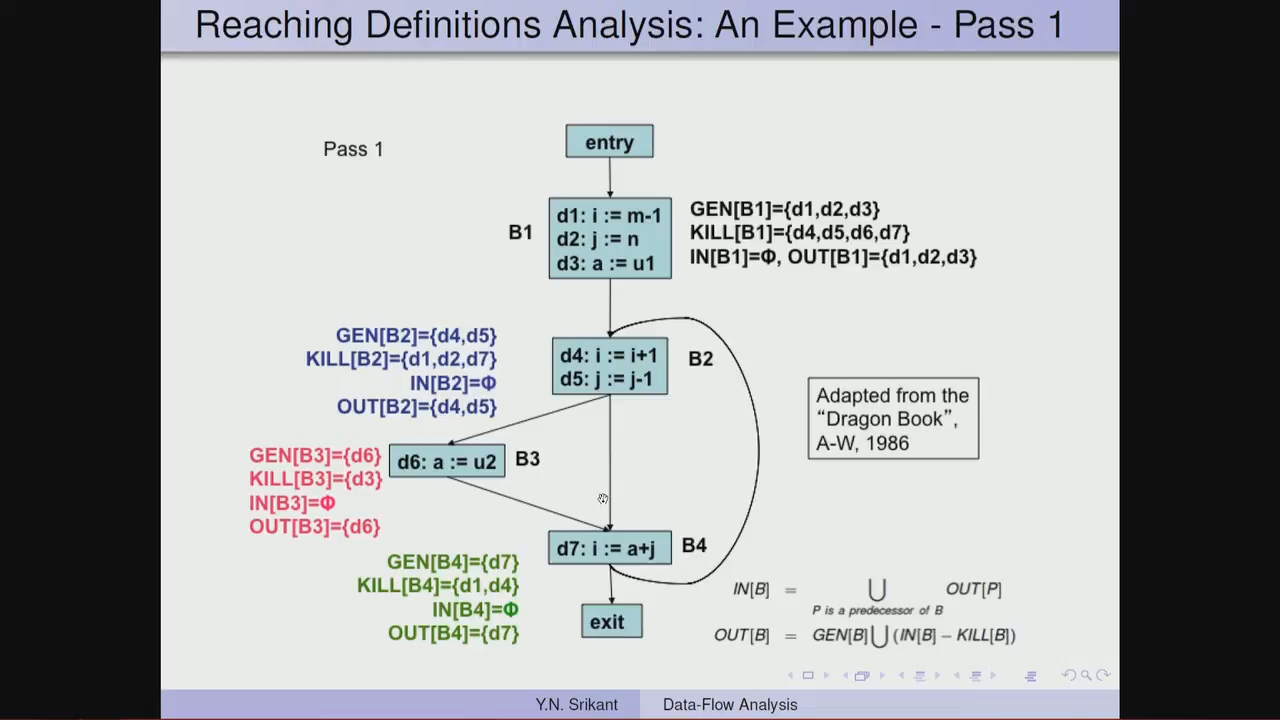 Reaching Definitions Analysis: An Example - Pass 1
Pass 1
entry
B1
d1: i := m-1
d2: j := n
d3: a := u1
GEN[B1]={d1,d2,d3}
KILL[B1]={d4,d5,d6,d7}
IN[B1]=Φ, OUT[B1]={d1,d2,d3}
GEN[B2]={d4,d5}
KILL[B2]={d1,d2,d7}
IN[B2]=Φ
OUT[B2]={d4,d5}
d4: i := i+1
d5: j := j-1
B2
Adapted from the
“Dragon Book”,
A-W, 1986
GEN[B3]={d6}
KILL[B3]={d3}
IN[B3]=Φ
OUT[B3]={d6}
d6: a := u2
B3
d7: i := a+j
B4
GEN[B4]={d7}
KILL[B4]={d1,d4}
IN[B4]=Φ
OUT[B4]={d7}
exit
IN[B] = ⋃ OUT[P]
P is a predecessor of B
OUT[B] = GEN[B] ⋃ (IN[B] − KILL[B])
Y.N. Srikant
Data-Flow Analysis